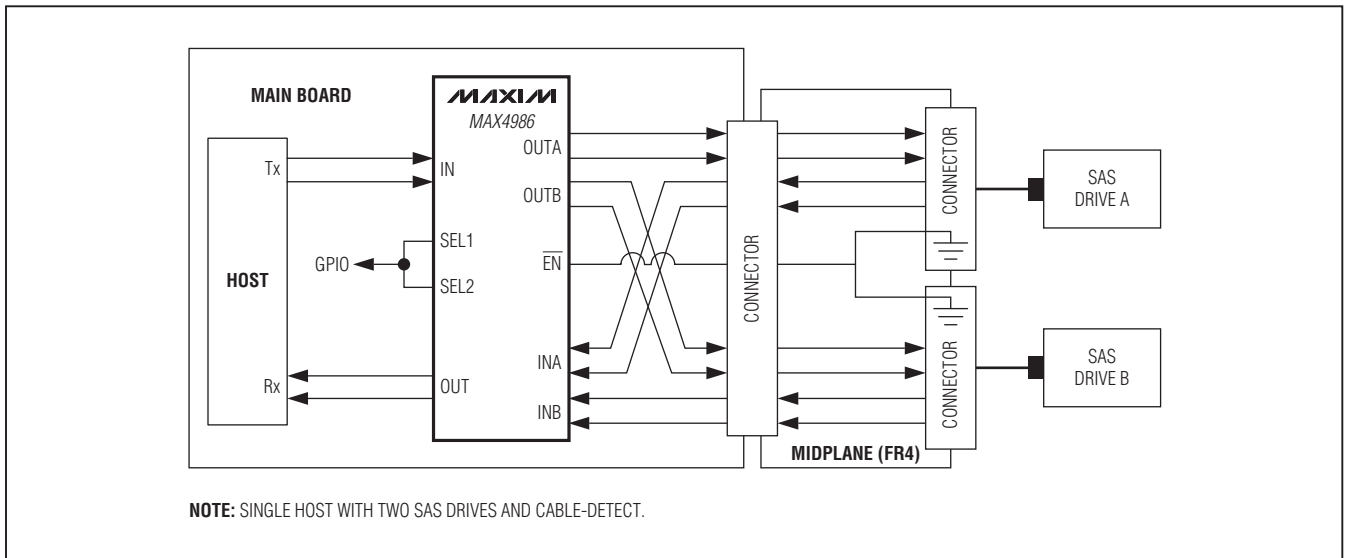 MAIN BOARD
MAXIM
MAX4986
HOST
Tx
Rx
GPIO
IN
SEL1
SEL2
OUT
OUTA
OUTB
EN
INA
INB
CONNECTOR
CONNECTOR
CONNECTOR
SAS
DRIVE A
SAS
DRIVE B
MIDPLANE (FR4)
NOTE: SINGLE HOST WITH TWO SAS DRIVES AND CABLE-DETECT.